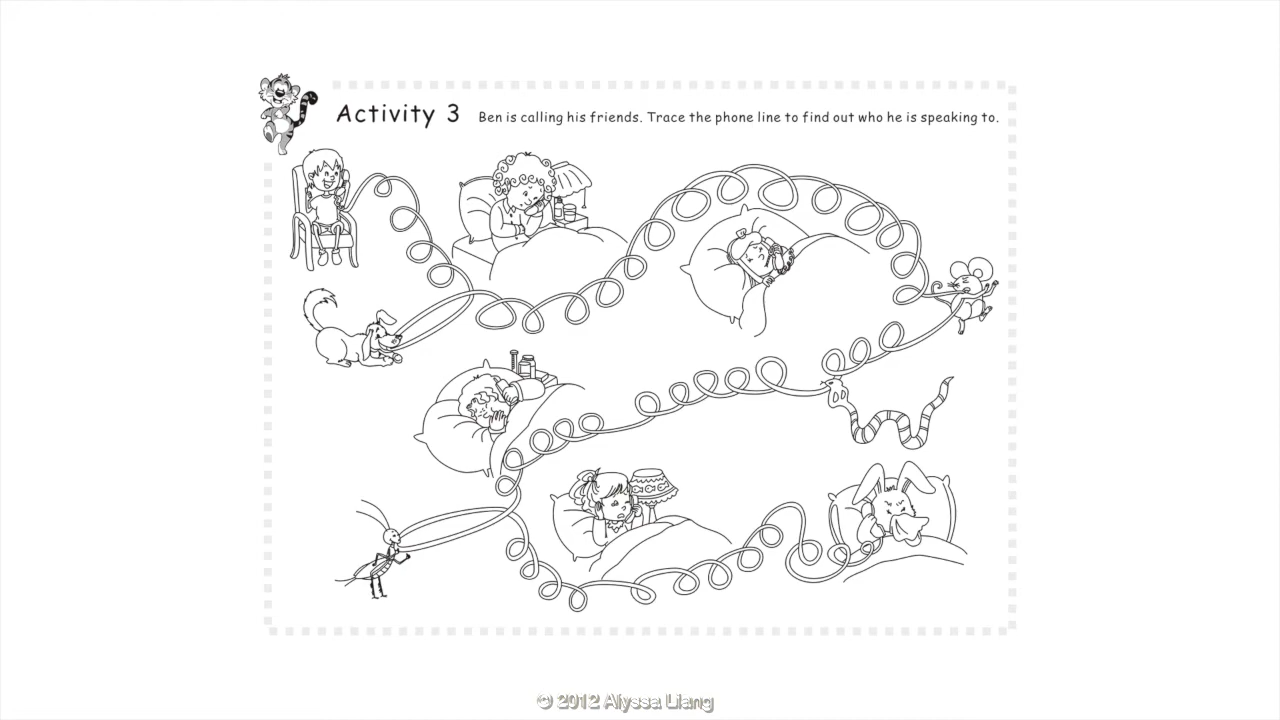 Activity 3 Ben is calling his friends. Trace the phone line to find out who he is speaking to.
© 2012 Alyssa Liang